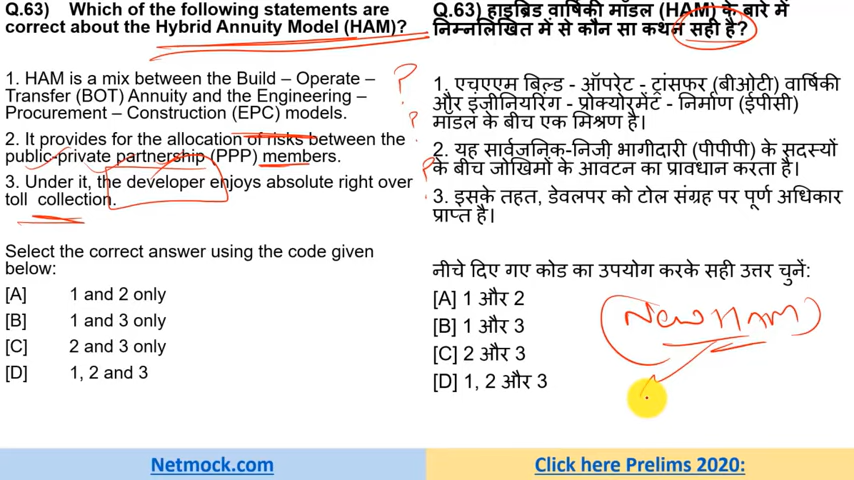 Q.63) Which of the following statements are
correct about the Hybrid Annuity Model (HAM)?
1. HAM is a mix between the Build – Operate –
Transfer (BOT) Annuity and the Engineering –
Procurement – Construction (EPC) models.
2. It provides for the allocation of risks between the
public-private partnership (PPP) members.
3. Under it, the developer enjoys absolute right over
toll collection.
Select the correct answer using the code given
below:
[A] 1 and 2 only
[B] 1 and 3 only
[C] 2 and 3 only
[D] 1, 2 and 3
Q.63) हाइब्रिड वार्षिकी मॉडल (HAM) के बारे में
निम्नलिखित में से कौन सा कथन सही है?
1. एचएएम बिल्ड - ऑपरेट - ट्रांसफर (बीओटी) वार्षिकी
और इंजीनियरिंग - प्रोक्योरमेंट - निर्माण (ईपीसी)
मॉडल के बीच एक मिश्रण है।
2. यह सार्वजनिक-निजी भागीदारी (पीपीपी) के सदस्यों
के बीच जोखिमों के आवंटन का प्रावधान करता है।
3. इसके तहत, डेवलपर को टोल संग्रह पर पूर्ण अधिकार
प्राप्त है।
नीचे दिए गए कोड का उपयोग करके सही उत्तर चुनें:
[A] 1 और 2
[B] 1 और 3
[C] 2 और 3
[D] 1, 2 और 3
New HAM
? ? ?
Netmock.com
Click here Prelims 2020: